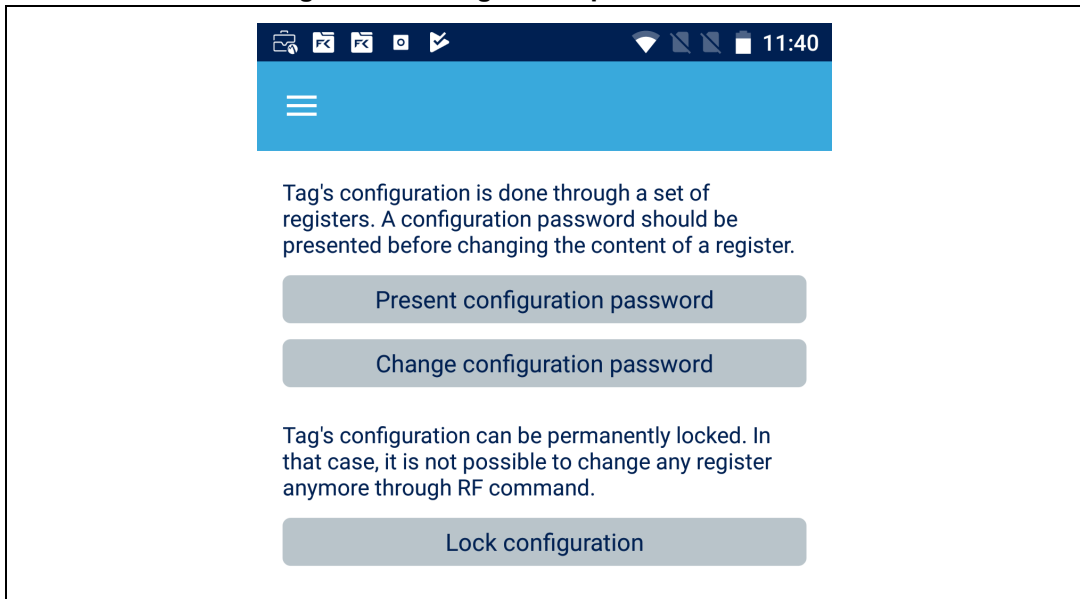 11:40
Tag's configuration is done through a set of
registers. A configuration password should be
presented before changing the content of a register.
Present configuration password
Change configuration password
Tag's configuration can be permanently locked. In
that case, it is not possible to change any register
anymore through RF command.
Lock configuration